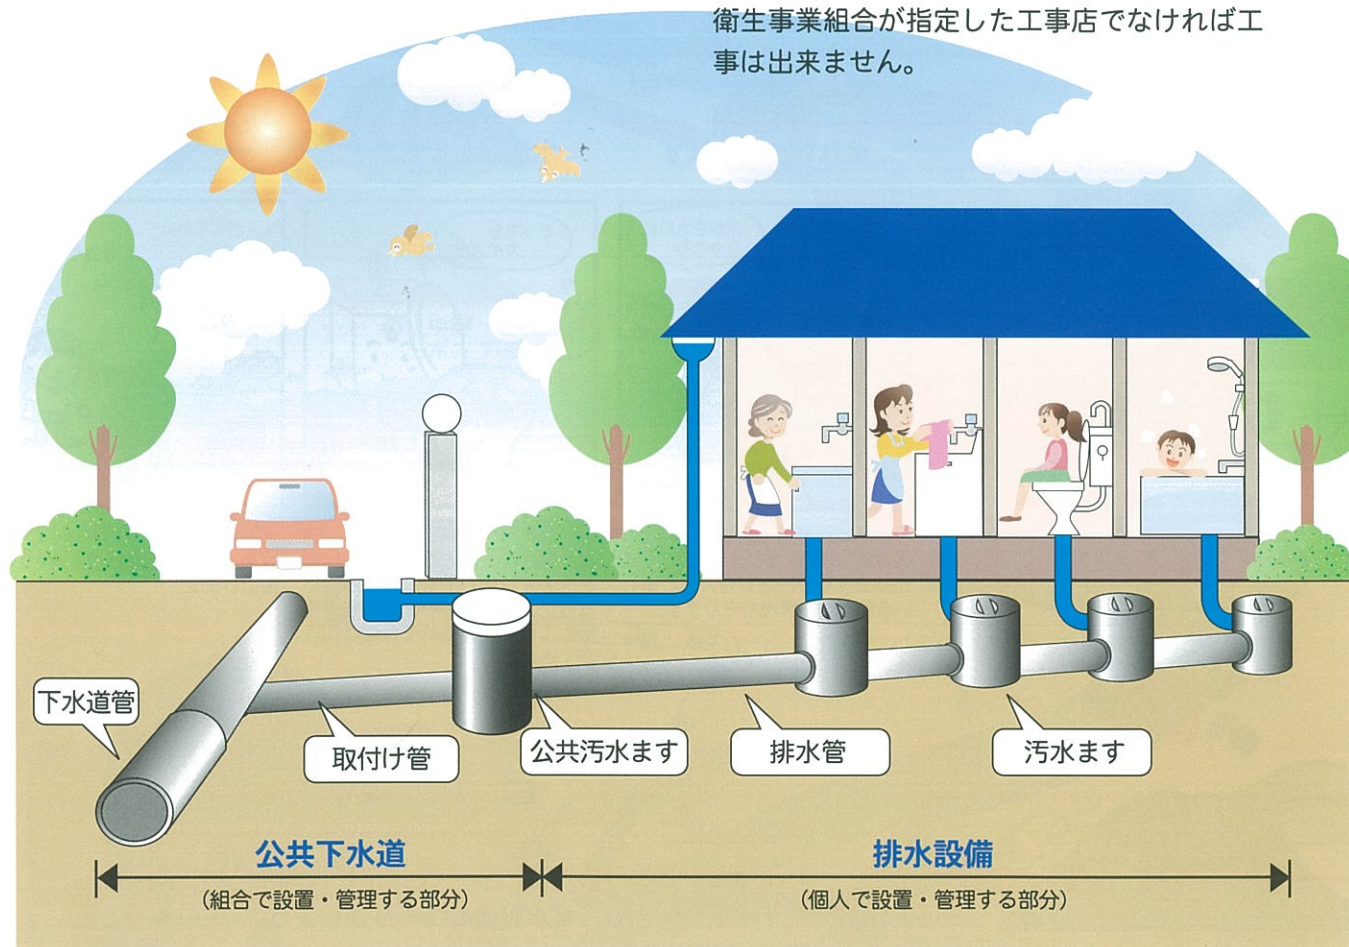 衛生事業組合が指定した工事店でなければ工
事は出来ません。
下水道管
取付け管
公共汚水ます
排水管
汚水ます
公共下水道
（組合で設置・管理する部分）
排水設備
（個人で設置・管理する部分）